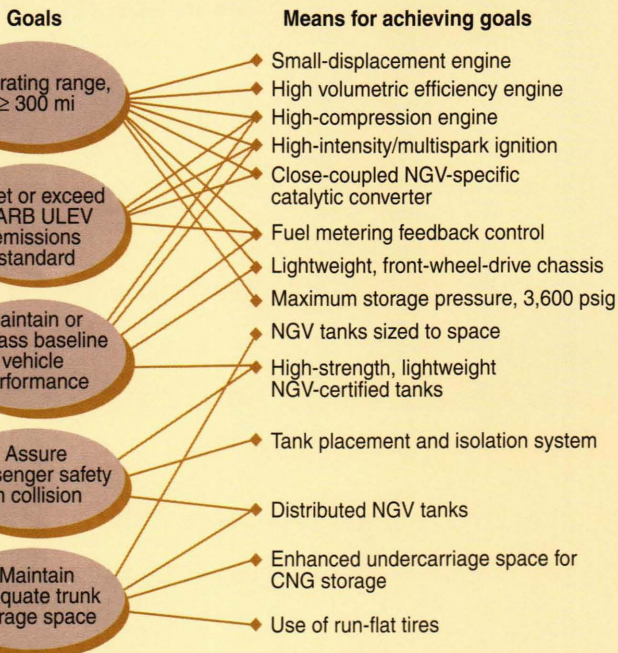 Goals
Means for achieving goals
rating range,
≥ 300 mi
et or exceed
ARB ULEV
emissions
standard
aintain or
ass baseline
vehicle
rformance
Assure
senger safety
n collision
Maintain
quate trunk
rage space
Small-displacement engine
High volumetric efficiency engine
High-compression engine
High-intensity/multispark ignition
Close-coupled NGV-specific
catalytic converter
Fuel metering feedback control
Lightweight, front-wheel-drive chassis
Maximum storage pressure, 3,600 psig
NGV tanks sized to space
High-strength, lightweight
NGV-certified tanks
Tank placement and isolation system
Distributed NGV tanks
Enhanced undercarriage space for
CNG storage
Use of run-flat tires